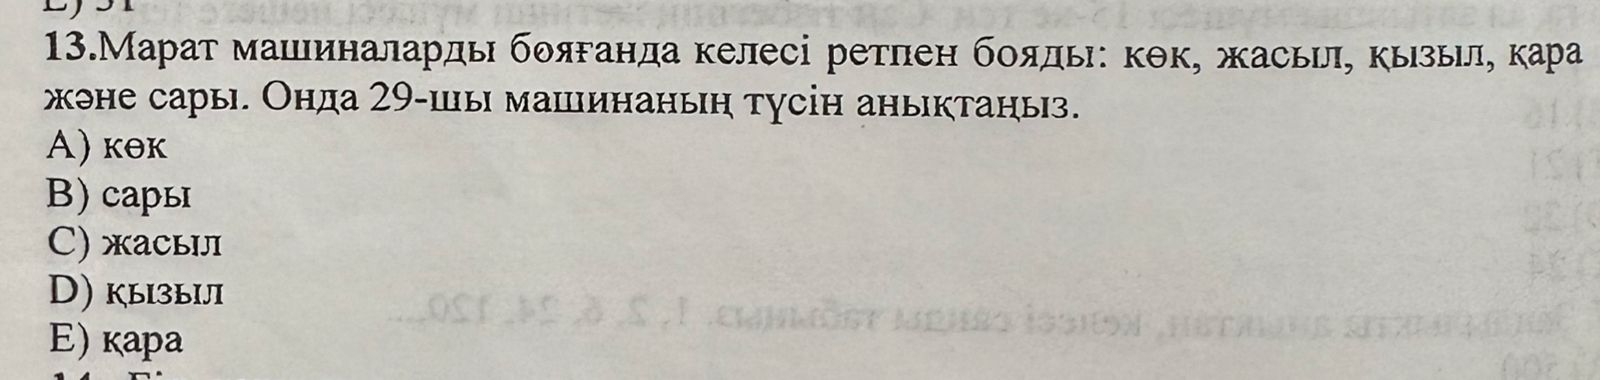 13.Марат машиналарды бояғанда келесі ретпен бояды: көк, жасыл, қызыл, қара
және сары. Онда 29-шы машинаның түсін анықтаңыз.
A) көк
B) сары
C) жасыл
D) қызыл
E) қара